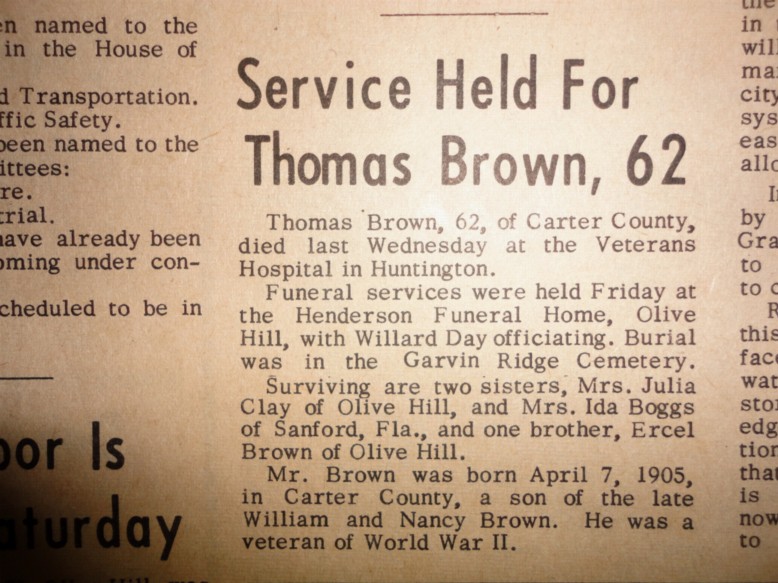 n named to the
in the House of
d Transportation.
ffic Safety.
been named to the
ittees:
re.
trial.
have already been
oming under con-
cheduled to be in
oor Is
aturday
Service Held For
Thomas Brown, 62
Thomas Brown, 62, of Carter County,
died last Wednesday at the Veterans
Hospital in Huntington.
Funeral services were held Friday at
the Henderson Funeral Home, Olive
Hill, with Willard Day officiating. Burial
was in the Garvin Ridge Cemetery.
Surviving are two sisters, Mrs. Julia
Clay of Olive Hill, and Mrs. Ida Boggs
of Sanford, Fla., and one brother, Ercel
Brown of Olive Hill.
Mr. Brown was born April 7, 1905,
in Carter County, a son of the late
William and Nancy Brown. He was a
veteran of World War II.
in
will
ma
city
sys
eas
allo
I
by
Gra
to
to c
R
this
face
wat
stor
edg
tion
that
is
now
to